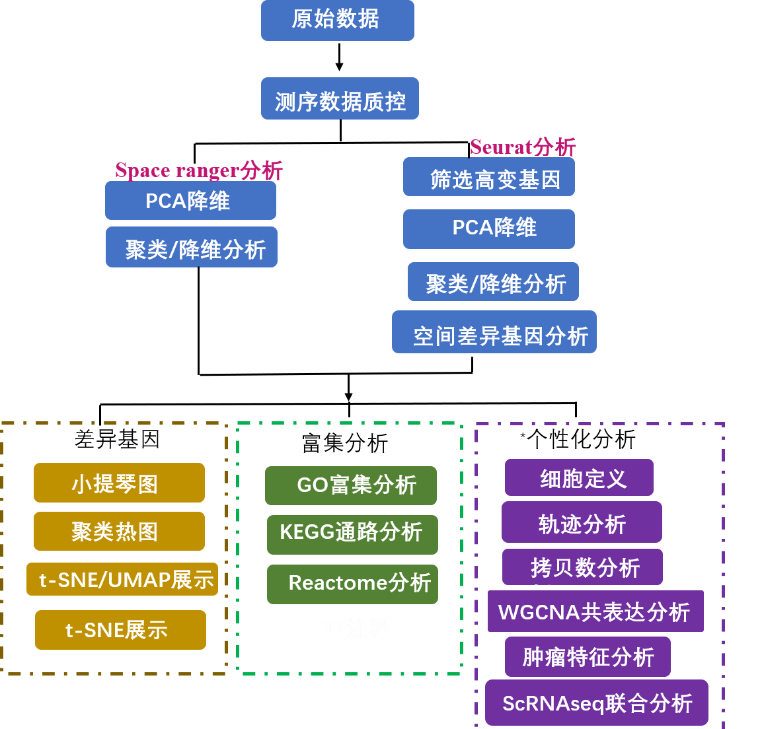 原始数据
测序数据质控
Space ranger分析
PCA降维
聚类/降维分析
Seurat分析
筛选高变基因
PCA降维
聚类/降维分析
空间差异基因分析
差异基因
小提琴图
聚类热图
t-SNE/UMAP展示
t-SNE展示
富集分析
GO富集分析
KEGG通路分析
Reactome分析
*个性化分析
细胞定义
轨迹分析
拷贝数分析
WGCNA共表达分析
肿瘤特征分析
ScRNAseq联合分析